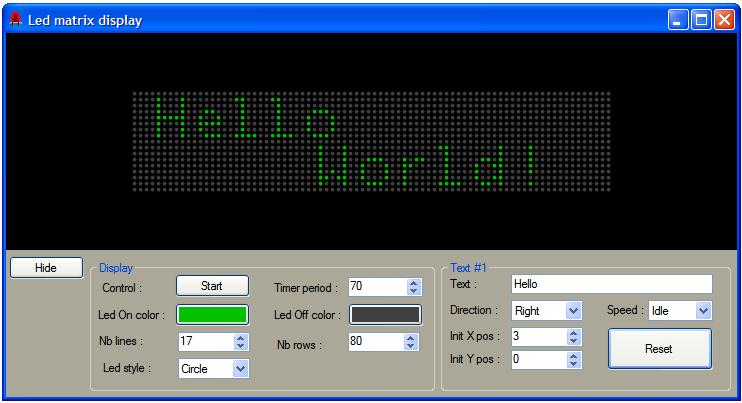 Led matrix display
Hello
World!
Hide
Display
Control :
Start
Timer period :
70
Led On color :
Led Off color :
Nb lines :
17
Nb rows :
80
Led style :
Circle
Text #1
Text :
Hello
Direction :
Right
Speed :
Idle
Init X pos :
3
Init Y pos :
0
Reset